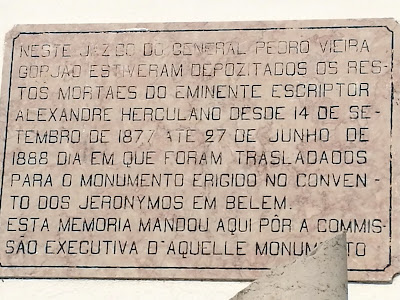 NESTE JAZIGO DO GENERAL PEDRO VIEIRA
GORJÃO ESTIVERAM DEPOZITADOS OS RES-
TOS MORTAES DO EMINENTE ESCRIPTOR
ALEXANDRE HERCULANO DESDE 14 DE SE-
TEMBRO DE 1877 ATE 27 DE JUNHO DE
1888 DIA EM QUE FORAM TRASLADADOS
PARA O MONUMENTO ERIGIDO NO CONVEN-
TO DOS JERONYMOS EM BELEM.
ESTA MEMORIA MANDOU AQUI PÔR A COMMIS-
SÃO EXECUTIVA D'AQUELLE MONUMENTO